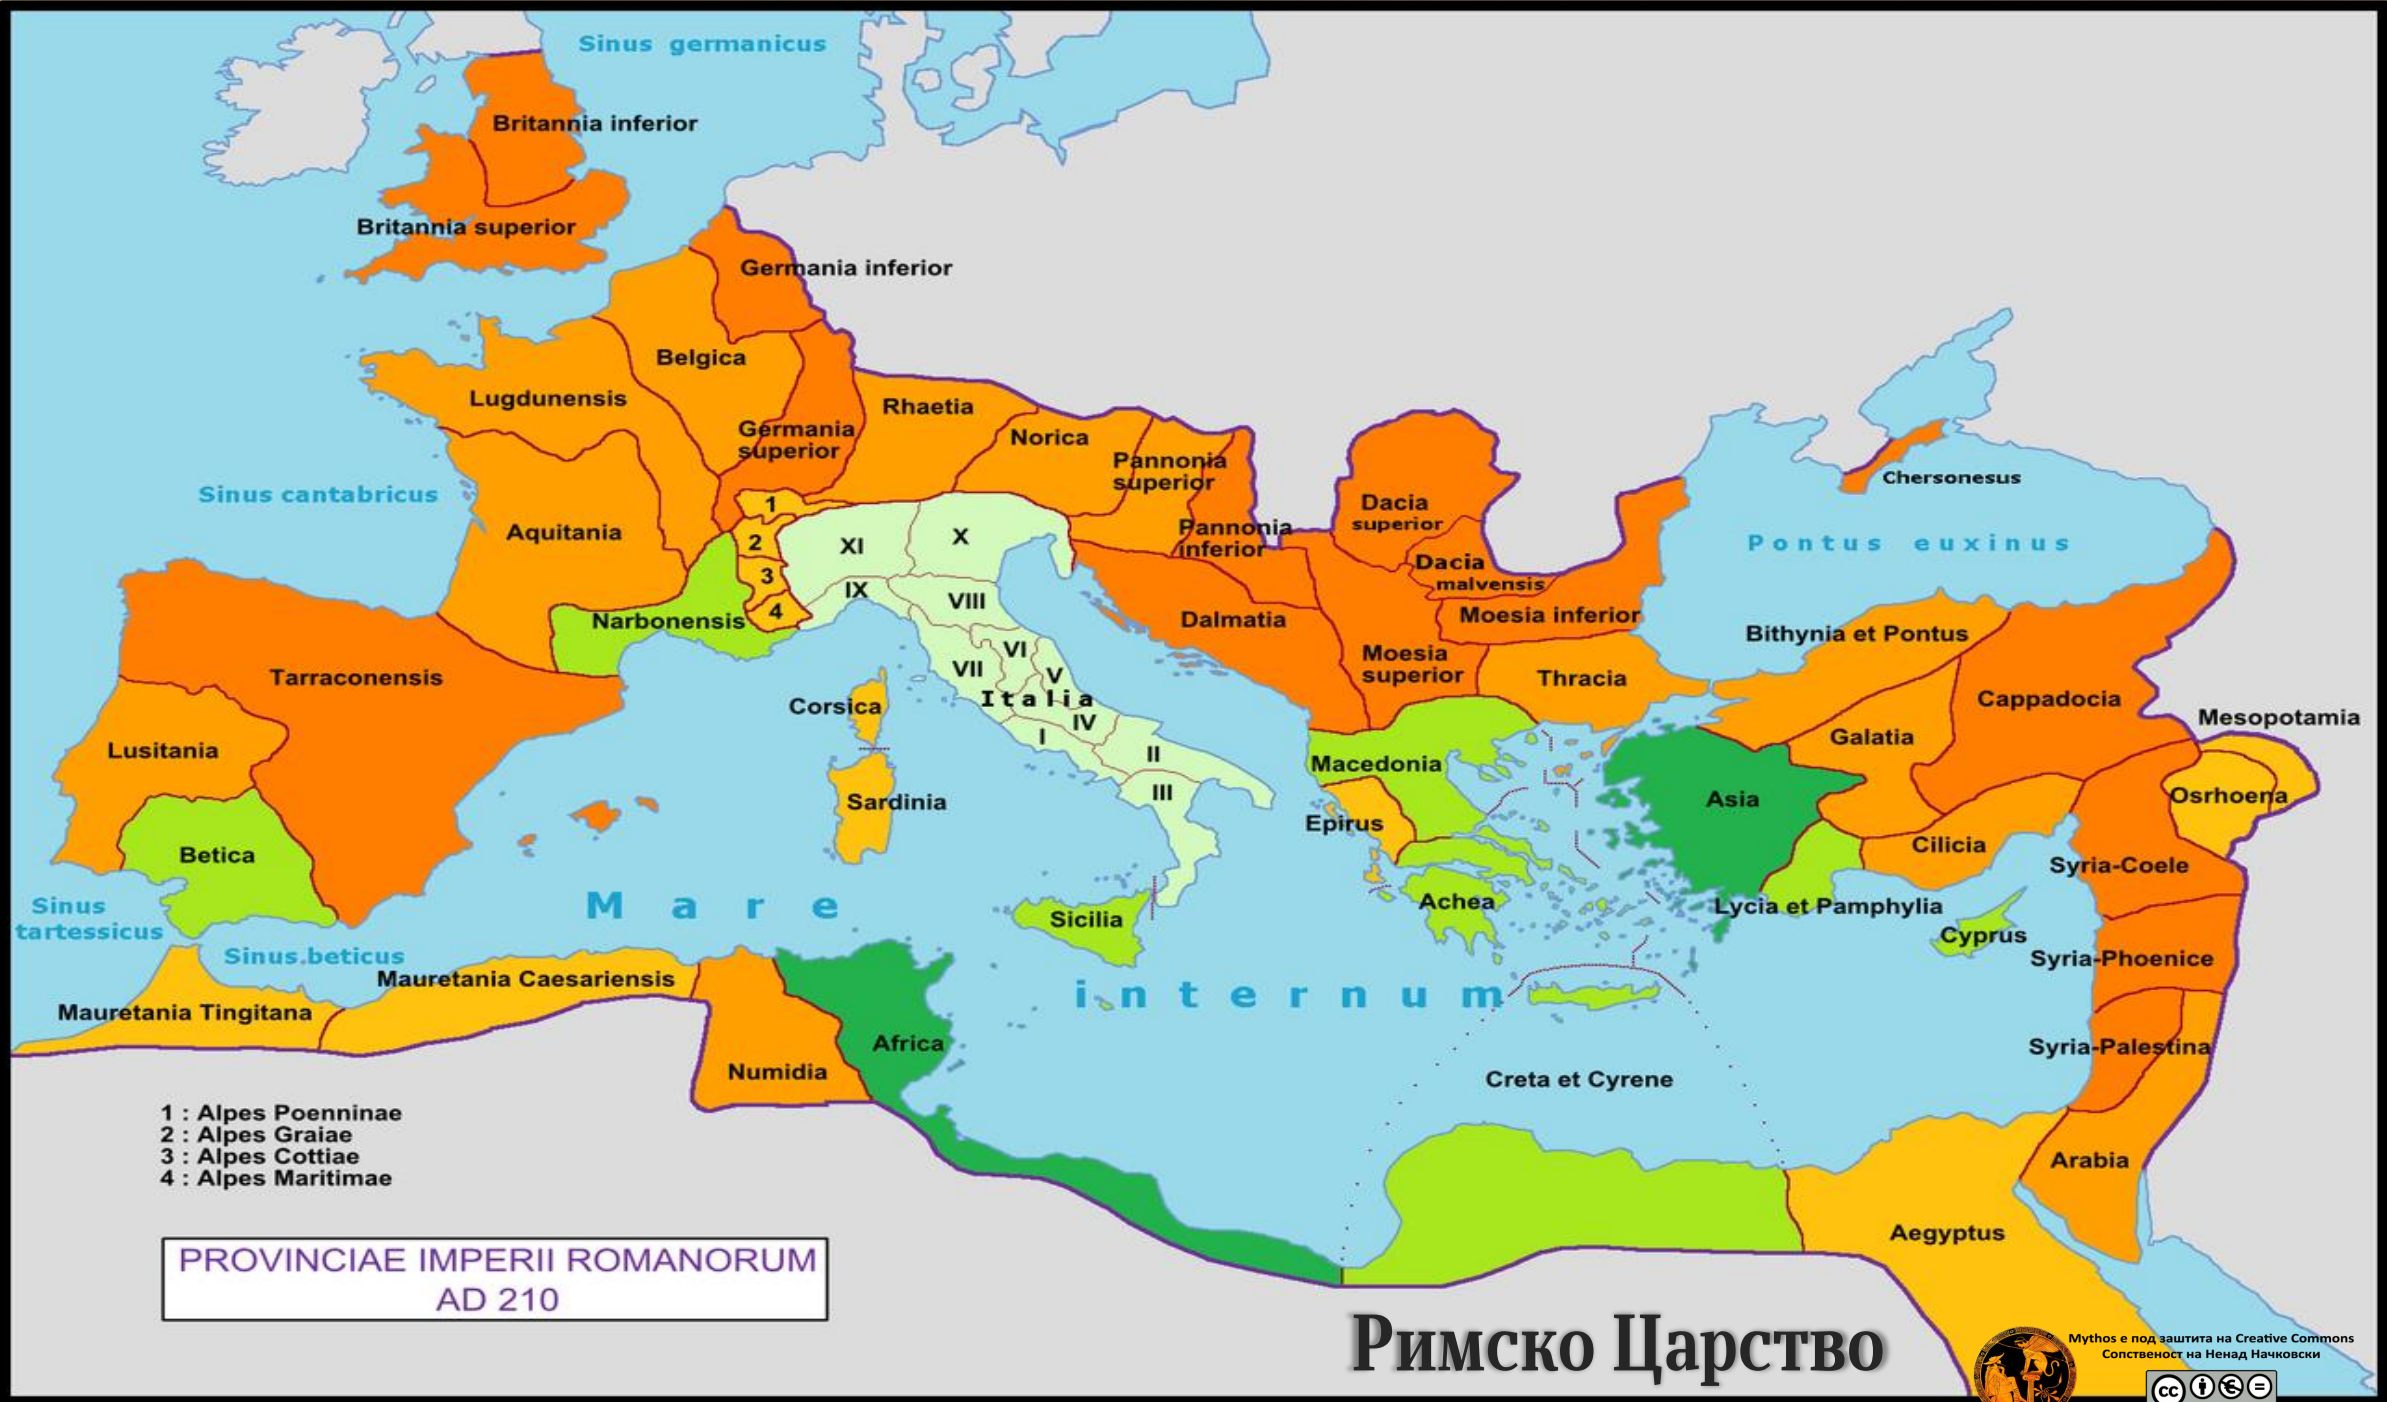 Sinus germanicus
Britannia inferior
Britannia superior
Germania inferior
Belgica
Lugdunensis
Rhaetia
Germania
superior
Norica
Pannonia
superior
Chersonesus
Sinus cantabricus
Aquitania
1
2
3
4
XI
X
IX
VIII
VI
VII
V
Italia
IV
I
II
III
Pannonia
inferior
Dacia
superior
Dacia
malvensis
Pontus euxinus
Narbonensis
Dalmatia
Moesia inferior
Bithynia et Pontus
Tarraconensis
Moesia
superior
Thracia
Cappadocia
Corsica
Mesopotamia
Lusitania
Macedonia
Galatia
Sardinia
Asia
Osrhoena
Epirus
Betica
Cilicia
Syria-Coele
Sinus
tartessicus
Mare
Sicilia
Achea
Lycia et Pamphylia
Cyprus
Sinus beticus
Syria-Phoenice
Mauretania Caesariensis
internum
Mauretania Tingitana
Africa
Syria-Palestina
Numidia
Creta et Cyrene
1 : Alpes Poenninae
2 : Alpes Graiae
3 : Alpes Cottiae
4 : Alpes Maritimae
Arabia
Aegyptus
PROVINCIAE IMPERII ROMANORUM
AD 210
Римско Царство
Mythos е под заштита на Creative Commons
Сопственост на Ненад Начковски
cc